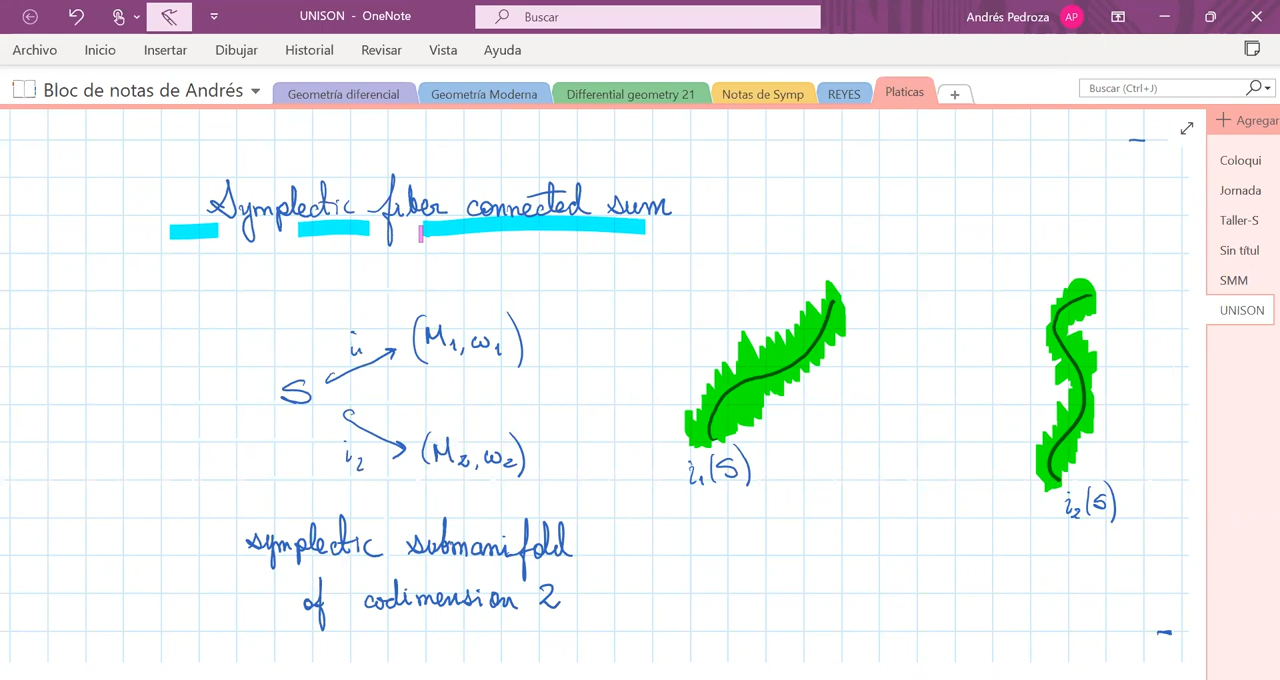 UNISON - OneNote
Buscar
Andrés Pedroza
AP
Archivo
Inicio
Insertar
Dibujar
Historial
Revisar
Vista
Ayuda
Bloc de notas de Andrés
Geometría diferencial
Geometría Moderna
Differential geometry 21
Notas de Symp
REYES
Platicas
Buscar (Ctrl+J)
Agregar
Coloqui
Jornada
Taller-S
Sin títul
SMM
UNISON
Symplectic fiber connected sum
i₁ (M₁, ω₁)
S
i₂ (M₂, ω₂)
i₁(S)
i₂(S)
symplectic submanifold
of codimension 2